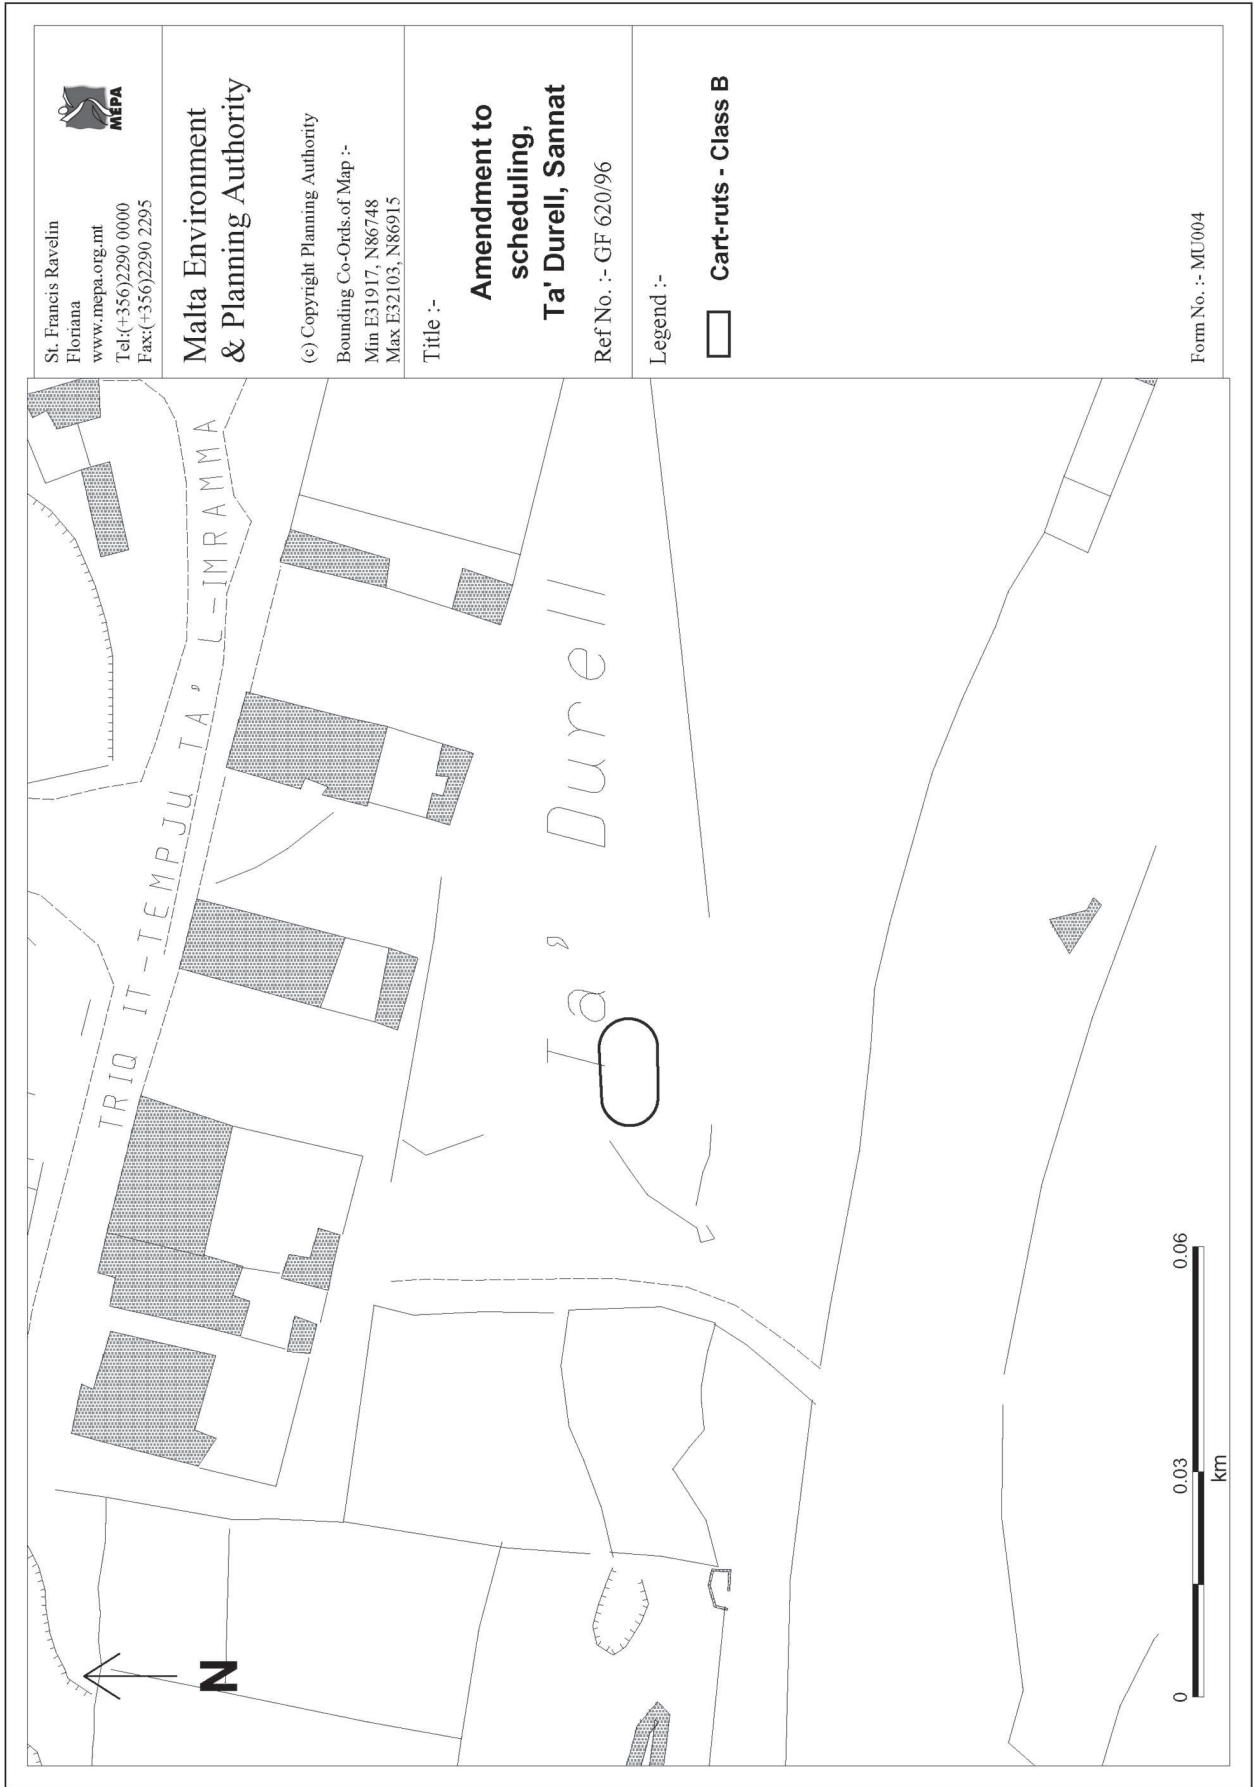 St. Francis Ravelin
Floriana
www.mepa.org.mt
Tel:(+356)2290 0000
Fax:(+356)2290 2295
MEPA
Malta Environment
& Planning Authority
(c) Copyright Planning Authority
Bounding Co-Ords.of Map :-
Min E31917, N86748
Max E32103, N86915
Title :-
Amendment to
scheduling,
Ta' Durell, Sannat
Ref No. :- GF 620/96
Legend :-
Cart-ruts - Class B
Form No. :- MU004
TRIQ IT-TEMPJU TA' L-IMRAMMA
Ta' Durell
N
0 0.03 0.06
km